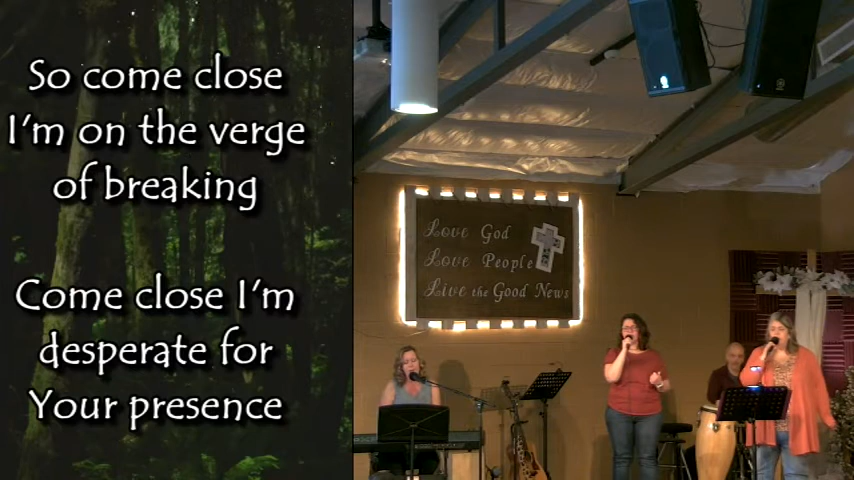 So come close
I'm on the verge
of breaking
Come close I'm
desperate for
Your presence
Love God
Love People
Live the Good News